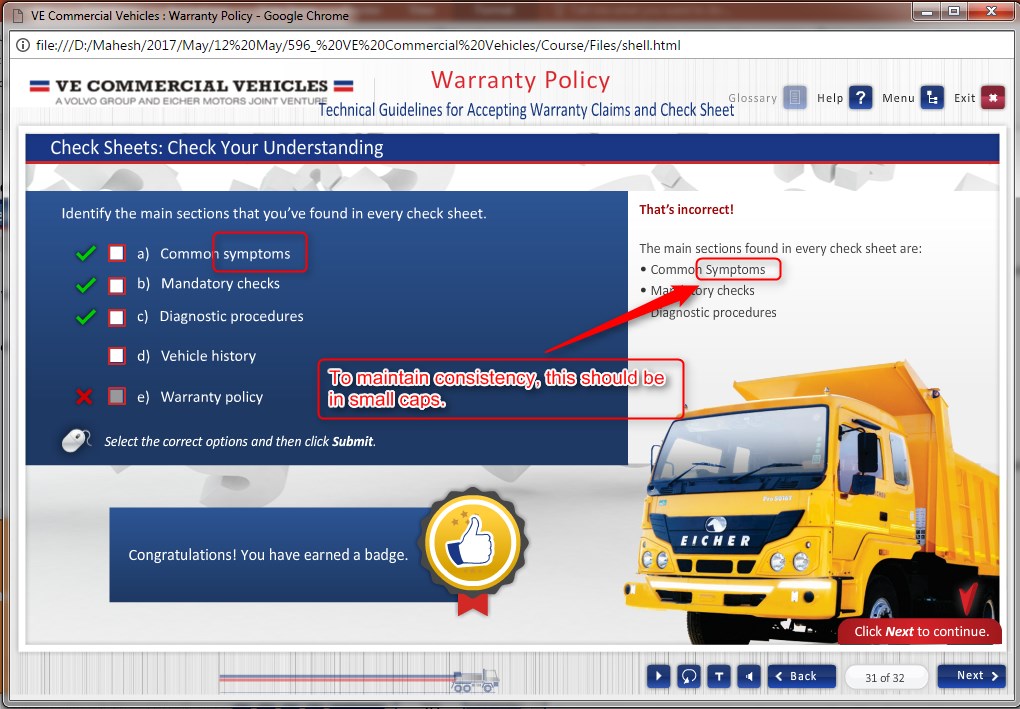 VE Commercial Vehicles : Warranty Policy - Google Chrome
file:///D:/Mahesh/2017/May/12%20May/596_%20VE%20Commercial%20Vehicles/Course/Files/shell.html
VE COMMERCIAL VEHICLES
A VOLVO GROUP AND EICHER MOTORS JOINT VENTURE
Warranty Policy
Technical Guidelines for Accepting Warranty Claims and Check Sheet
Glossary Help ? Menu Exit
Check Sheets: Check Your Understanding
Identify the main sections that you've found in every check sheet.
a) Common symptoms
b) Mandatory checks
c) Diagnostic procedures
d) Vehicle history
e) Warranty policy
Select the correct options and then click Submit.
That's incorrect!
The main sections found in every check sheet are:
• Common Symptoms
• Mandatory checks
Diagnostic procedures
To maintain consistency, this should be
in small caps.
Congratulations! You have earned a badge.
EICHER
Click Next to continue.
T
Back
31 of 32
Next